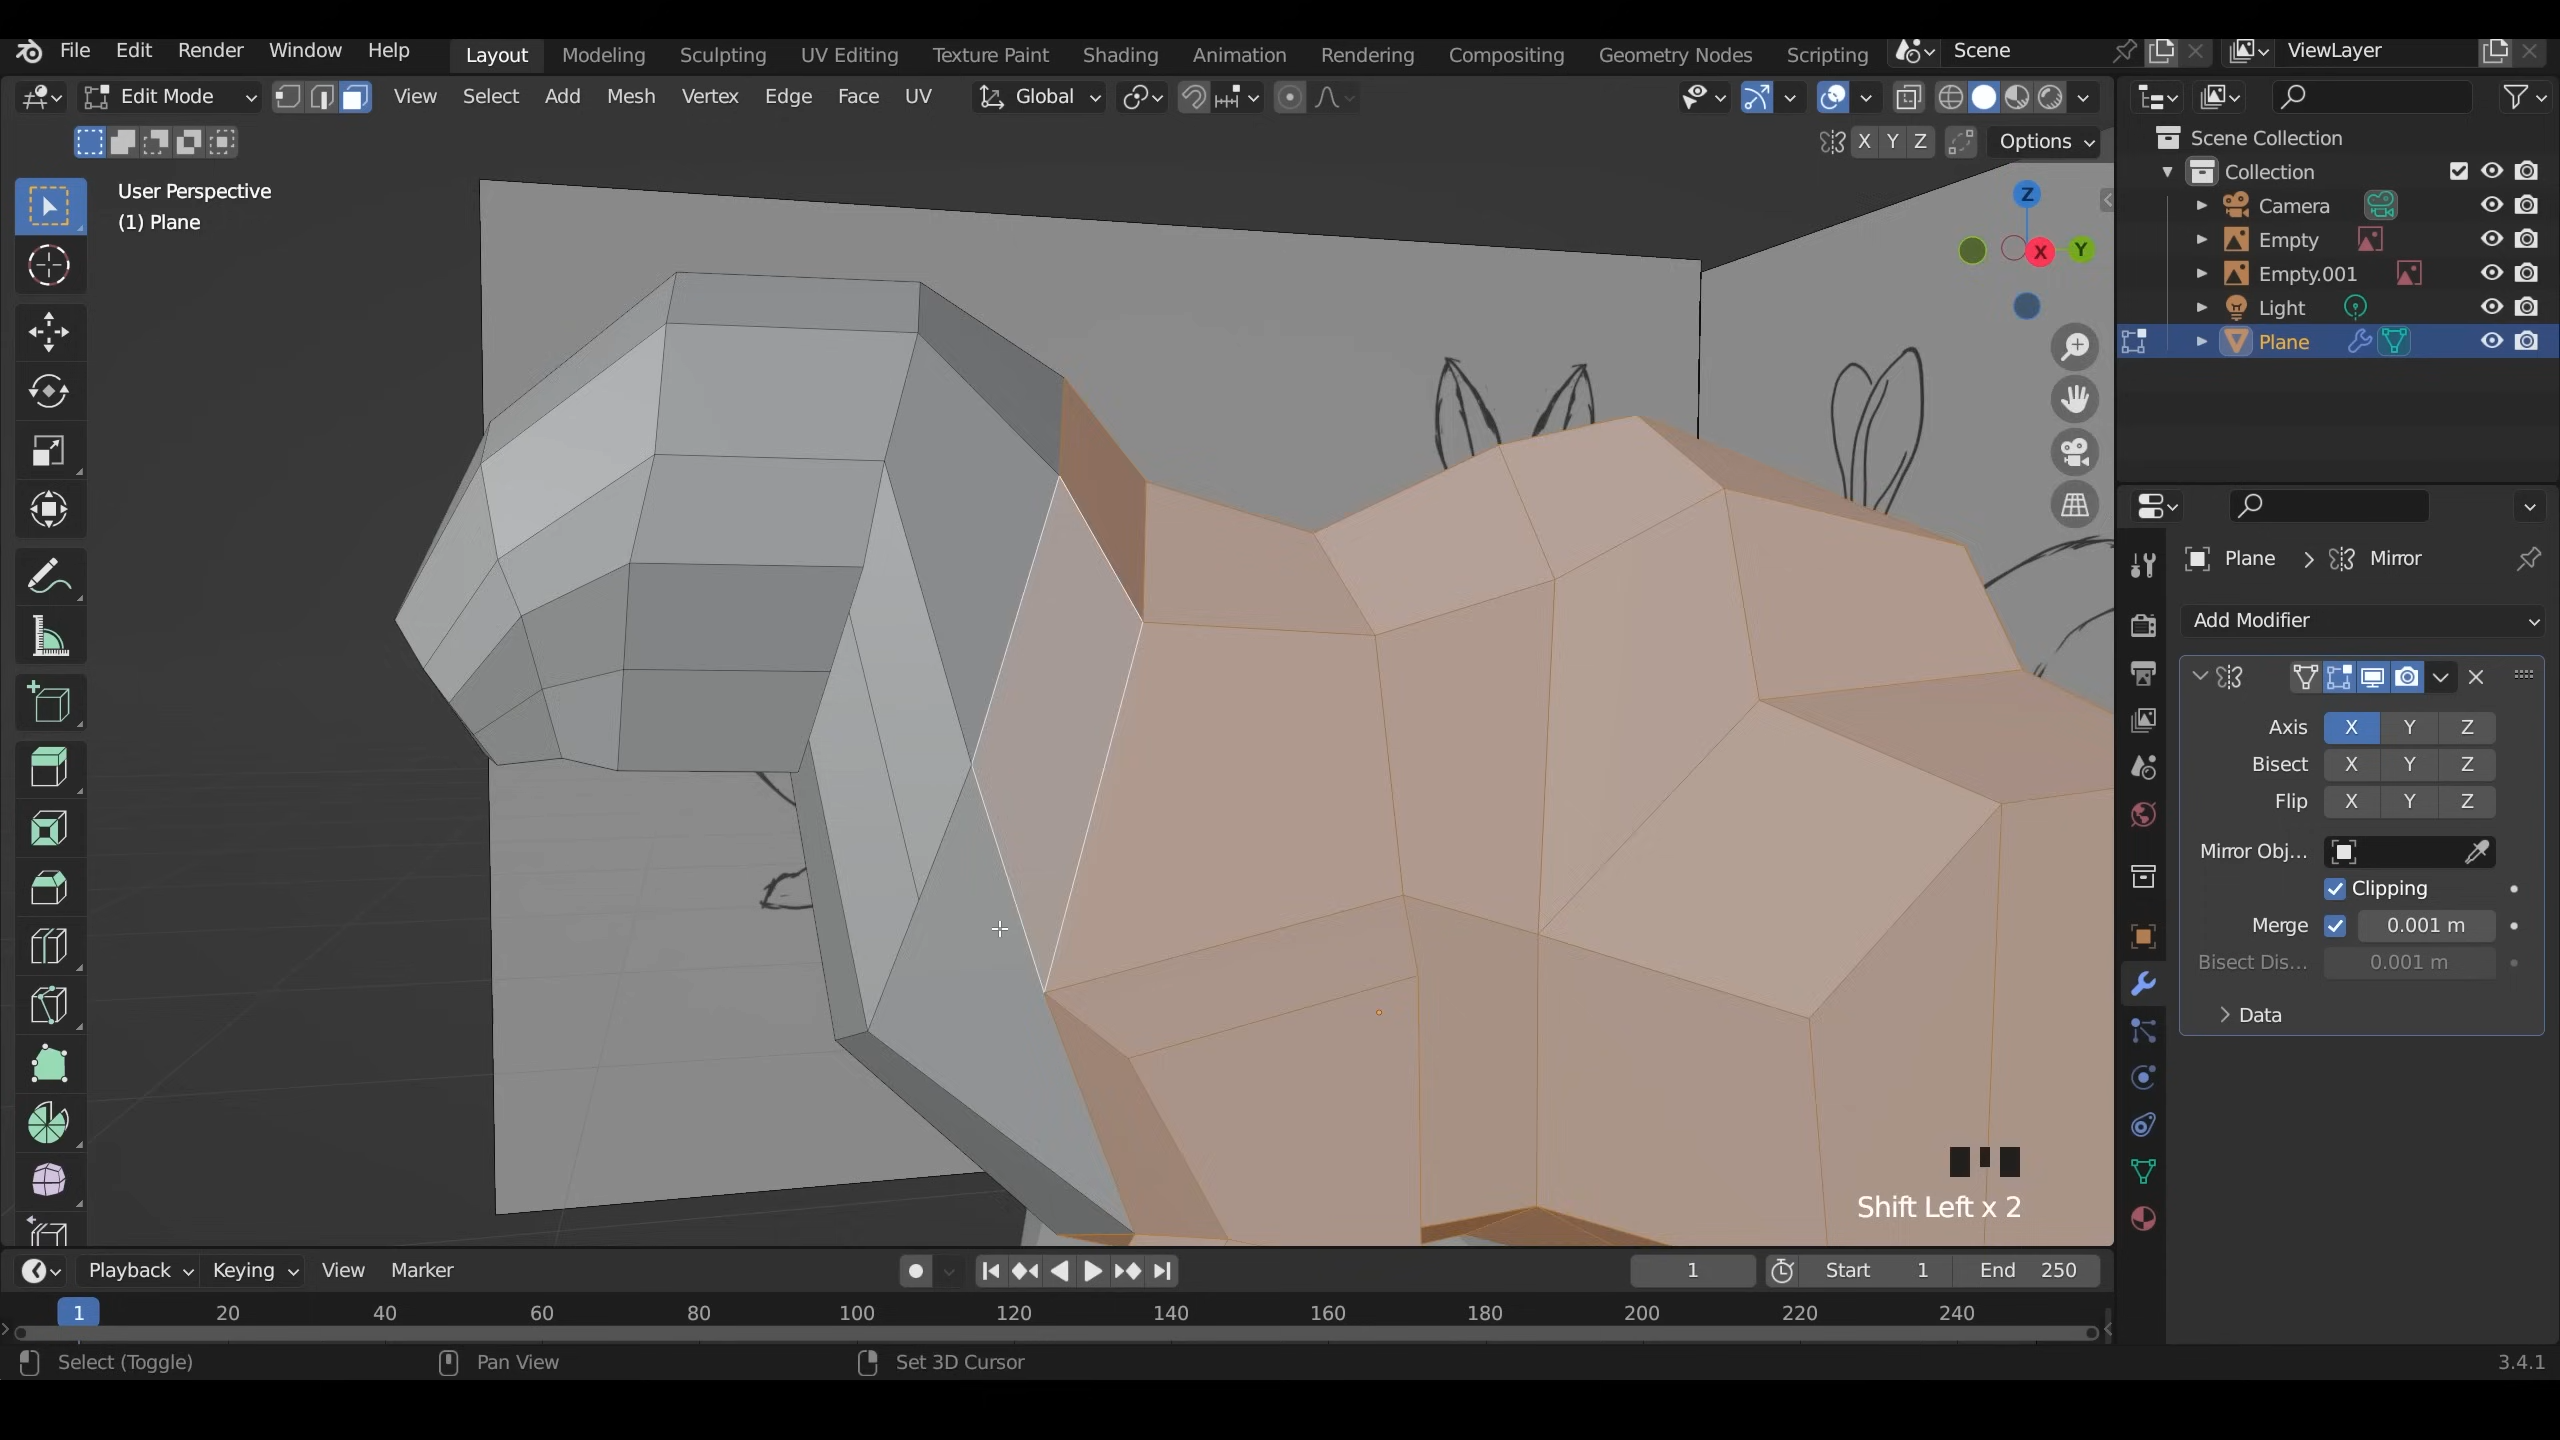 File Edit Render Window Help Layout Modeling Sculpting UV Editing Texture Paint Shading Animation Rendering Compositing Geometry Nodes Scripting Scene ViewLayer
Edit Mode View Select Add Mesh Vertex Edge Face UV Global
X Y Z Options
User Perspective
(1) Plane
Z
X
Y
Shift Left x 2
Scene Collection
Collection
Camera
Empty
Empty.001
Light
Plane
Plane Mirror
Add Modifier
Axis X Y Z
Bisect X Y Z
Flip X Y Z
Mirror Obj...
Clipping
Merge 0.001 m
Bisect Dis... 0.001 m
Data
Playback Keying View Marker 1 Start 1 End 250
1 20 40 60 80 100 120 140 160 180 200 220 240
Select (Toggle) Pan View Set 3D Cursor 3.4.1